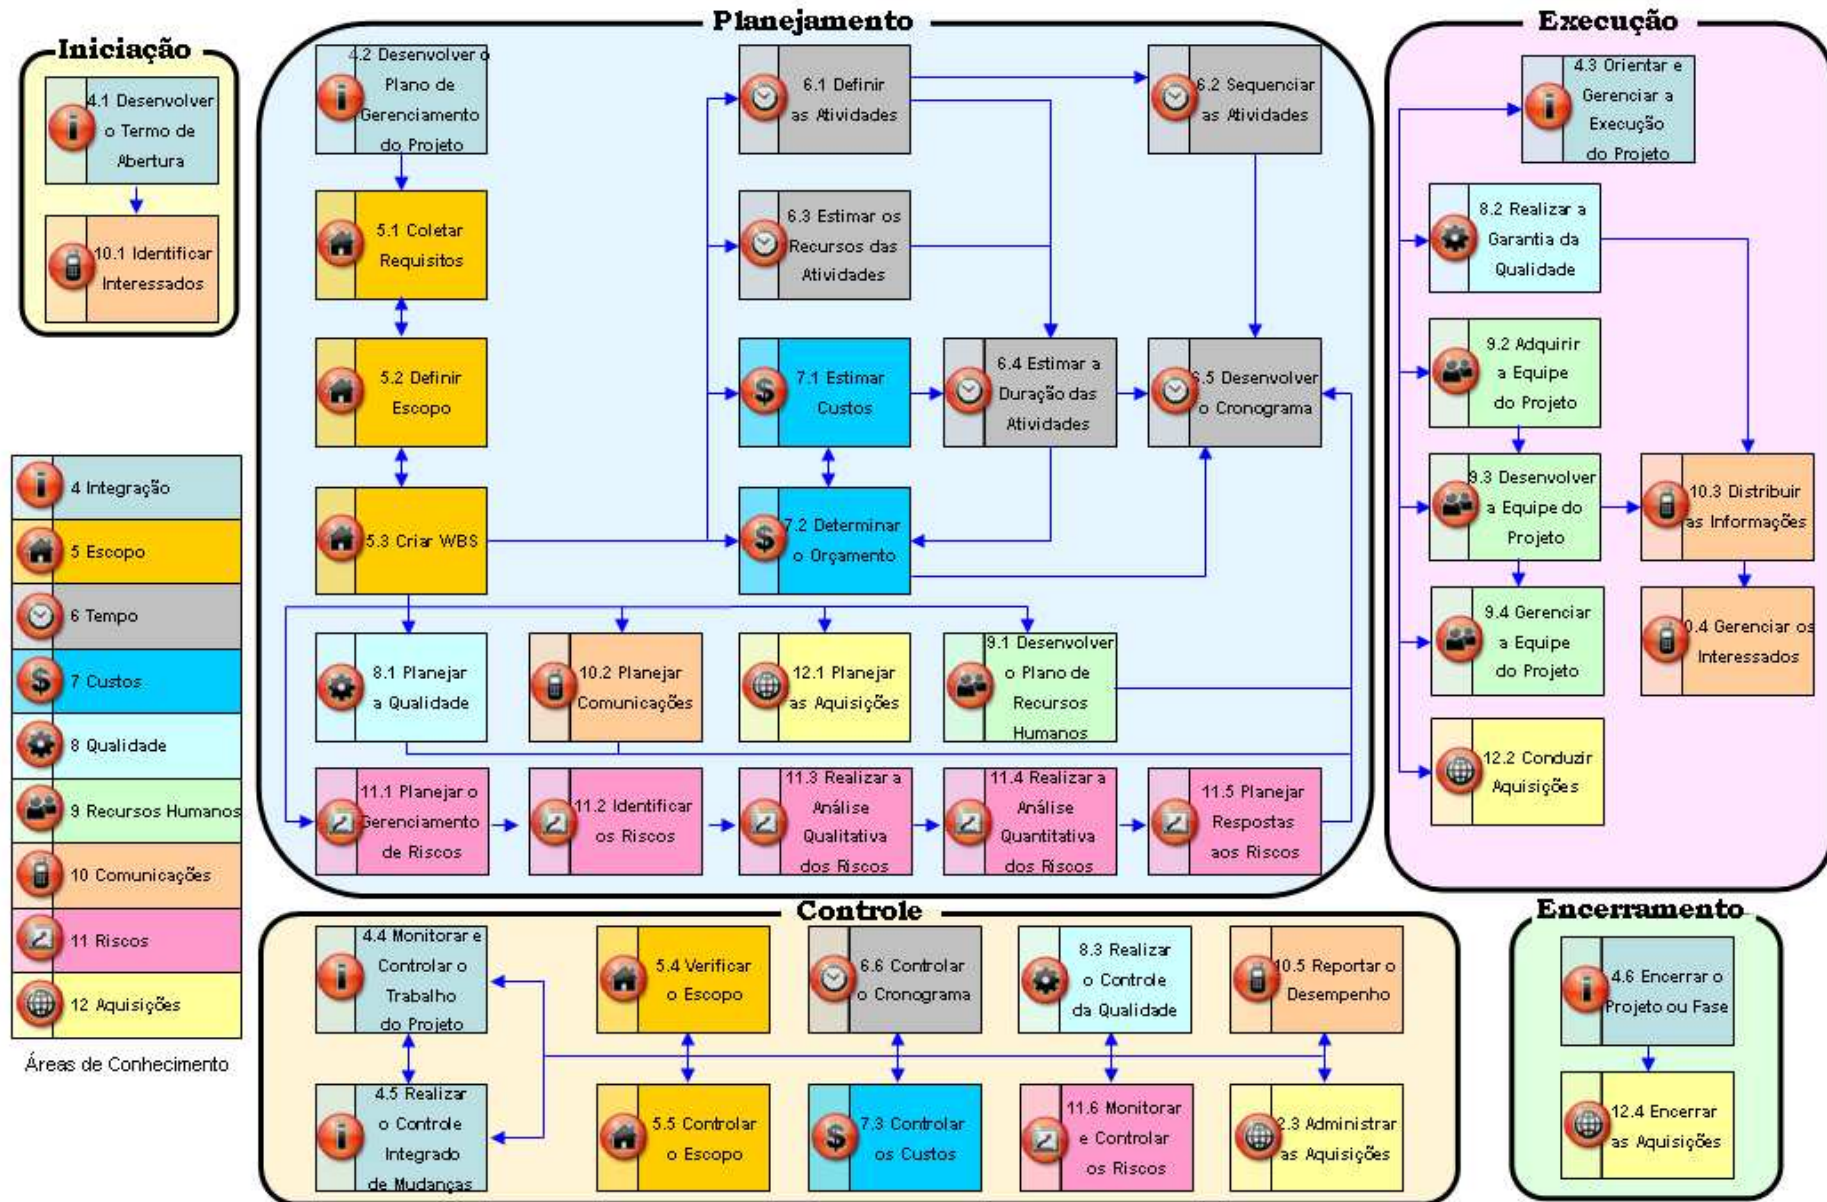 Iniciação
4.1 Desenvolver
o Termo de
Abertura
10.1 Identificar
Interessados
Planejamento
4.2 Desenvolver o
Plano de
Gerenciamento
do Projeto
6.1 Definir
as Atividades
6.2 Sequenciar
as Atividades
5.1 Coletar
Requisitos
6.3 Estimar os
Recursos das
Atividades
5.2 Definir
Escopo
7.1 Estimar
Custos
6.4 Estimar a
Duração das
Atividades
6.5 Desenvolver
o Cronograma
5.3 Criar WBS
7.2 Determinar
o Orçamento
8.1 Planejar
a Qualidade
10.2 Planejar
Comunicações
12.1 Planejar
as Aquisições
9.1 Desenvolver
o Plano de
Recursos
Humanos
11.1 Planejar o
Gerenciamento
de Riscos
11.2 Identificar
os Riscos
11.3 Realizar a
Análise
Qualitativa
dos Riscos
11.4 Realizar a
Análise
Quantitativa
dos Riscos
11.5 Planejar
Respostas
aos Riscos
Execução
4.3 Orientar e
Gerenciar a
Execução
do Projeto
8.2 Realizar a
Garantia da
Qualidade
9.2 Adquirir
a Equipe
do Projeto
9.3 Desenvolver
a Equipe do
Projeto
10.3 Distribuir
as Informações
9.4 Gerenciar
a Equipe
do Projeto
0.4 Gerenciar os
Interessados
12.2 Conduzir
Aquisições
4 Integração
5 Escopo
6 Tempo
7 Custos
8 Qualidade
9 Recursos Humanos
10 Comunicações
11 Riscos
12 Aquisições
Áreas de Conhecimento
Controle
4.4 Monitorar e
Controlar o
Trabalho
do Projeto
5.4 Verificar
o Escopo
6.6 Controlar
o Cronograma
8.3 Realizar
o Controle
da Qualidade
10.5 Reportar o
Desempenho
4.5 Realizar
o Controle
Integrado
de Mudanças
5.5 Controlar
o Escopo
7.3 Controlar
os Custos
11.6 Monitorar
e Controlar
os Riscos
2.3 Administrar
as Aquisições
Encerramento
4.6 Encerrar o
Projeto ou Fase
12.4 Encerrar
as Aquisições